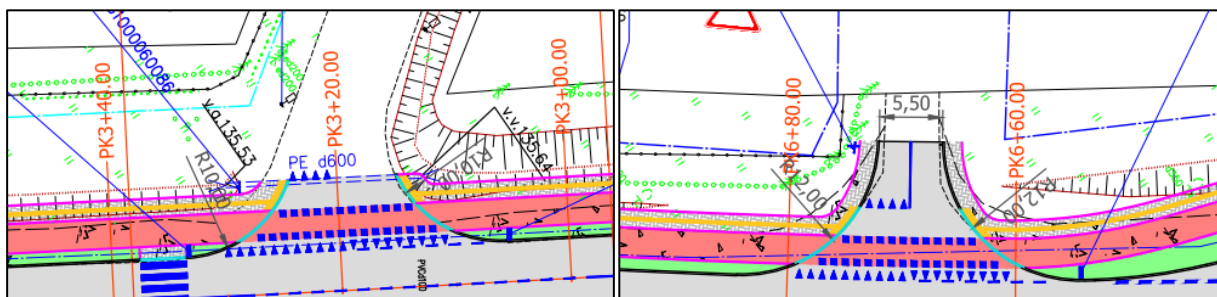 PK3+40.00
v.a.135.53
R10,00
PE d600
PK3+20.00
R10,00
v.v.135.64
PK3+00.00
PVCd100
PK6+80.00
R12,00
5,50
PK6+60.00
R12,00